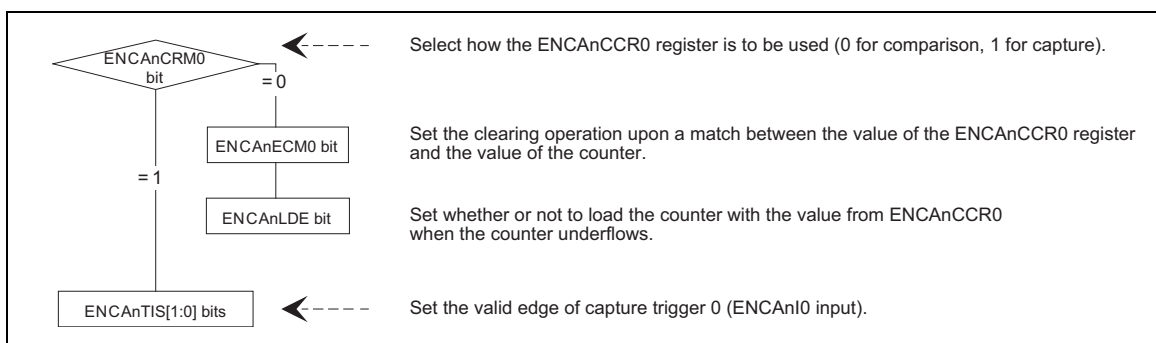 Select how the ENCAnCCR0 register is to be used (0 for comparison, 1 for capture).
ENCAnCRM0
bit
= 0
Set the clearing operation upon a match between the value of the ENCAnCCR0 register
and the value of the counter.
ENCAnECM0 bit
= 1
Set whether or not to load the counter with the value from ENCAnCCR0
when the counter underflows.
ENCAnLDE bit
ENCAnTIS[1:0] bits
Set the valid edge of capture trigger 0 (ENCAnI0 input).